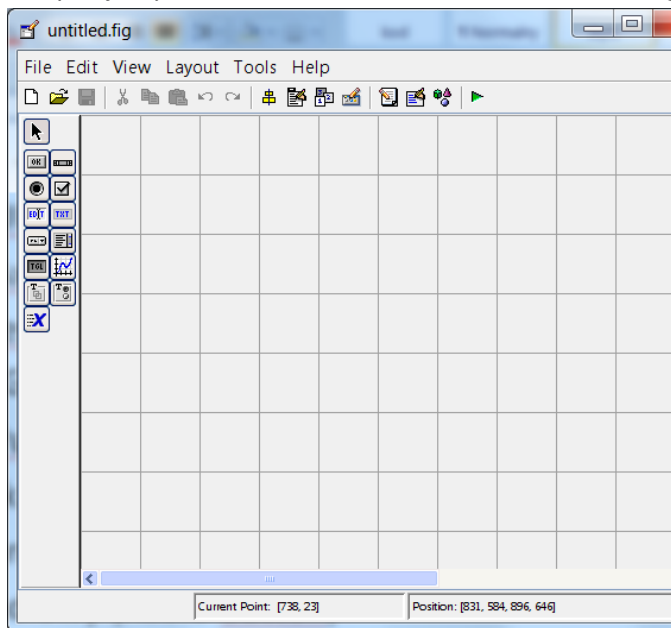 untitled.fig
File Edit View Layout Tools Help
OK
EDIT TXT
TGL
T T
X
Current Point: [738, 23] Position: [831, 584, 896, 646]